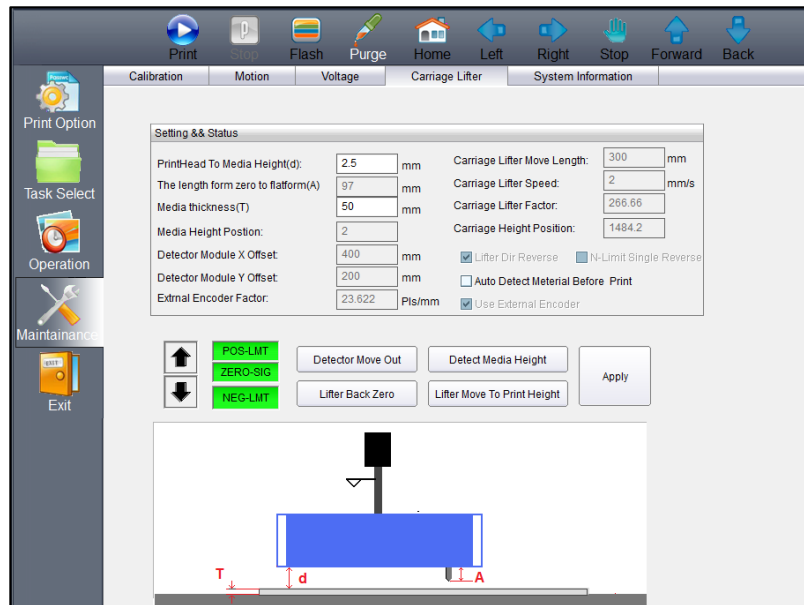 Print Stop Flash Purge Home Left Right Stop Forward Back
Calibration Motion Voltage Carriage Lifter System Information
Print Option
Task Select
Operation
Maintainance
EXIT
Exit
Setting && Status
PrintHead To Media Height(d): 2.5 mm
The length form zero to flatform(A) 97 mm
Media thickness(T) 50 mm
Media Height Postion: 2
Detector Module X Offset: 400 mm
Detector Module Y Offset: 200 mm
Extrnal Encoder Factor: 23.622 Pls/mm
Carriage Lifter Move Length: 300 mm
Carriage Lifter Speed: 2 mm/s
Carriage Lifter Factor: 266.66
Carriage Height Position: 1484.2
Lifter Dir Reverse N-Limit Single Reverse
Auto Detect Meterial Before Print
Use External Encoder
POS-LMT
ZERO-SIG
NEG-LMT
Detector Move Out Detect Media Height
Lifter Back Zero Lifter Move To Print Height
Apply
T d A